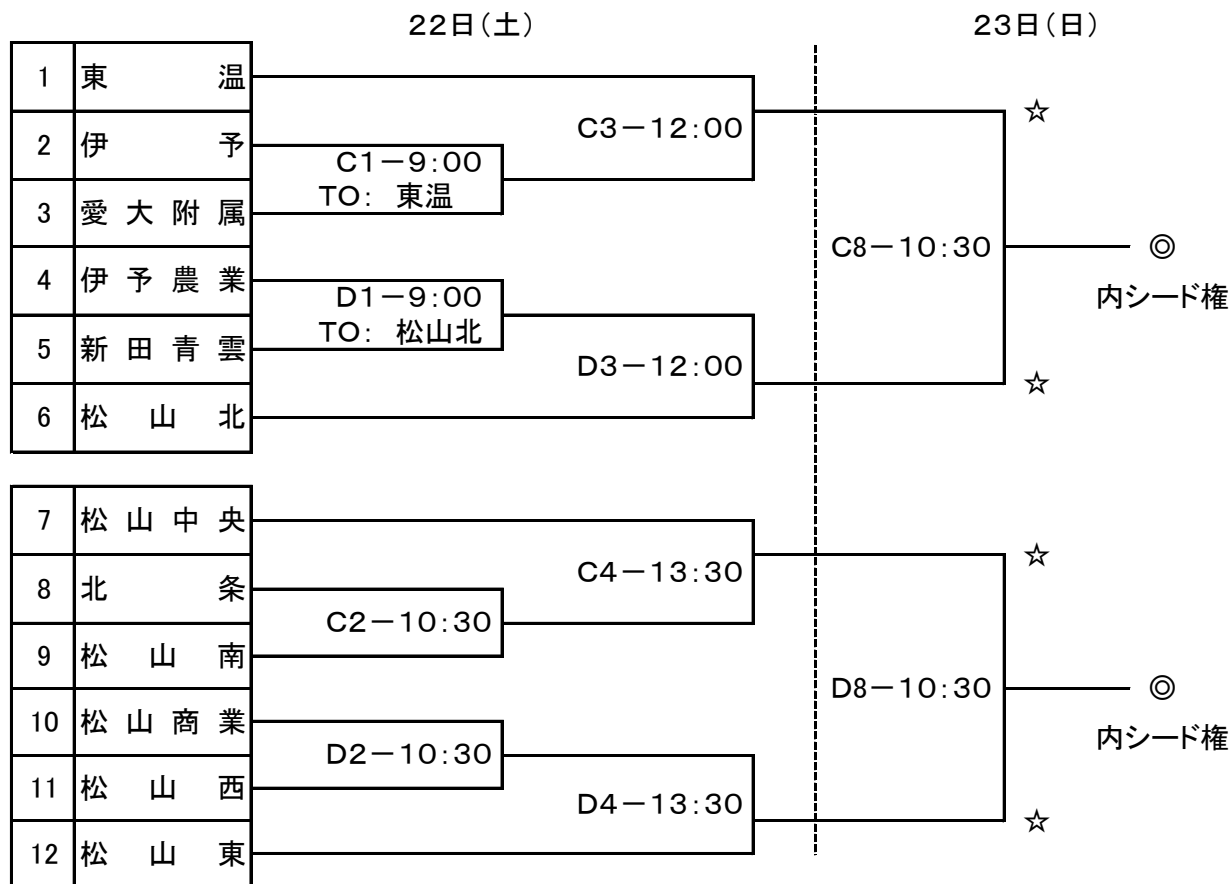 22日(土) 23日(日)
1 東温
☆
C3－12:00
2 伊予
C1－9:00
TO: 東温
3 愛大附属
C8－10:30 ◎
4 伊予農業
D1－9:00
内シード権
TO: 松山北
5 新田青雲
D3－12:00
☆
6 松山北
7 松山中央
☆
C4－13:30
8 北条
C2－10:30
9 松山南
D8－10:30 ◎
10 松山商業
内シード権
D2－10:30
11 松山西
D4－13:30
☆
12 松山東